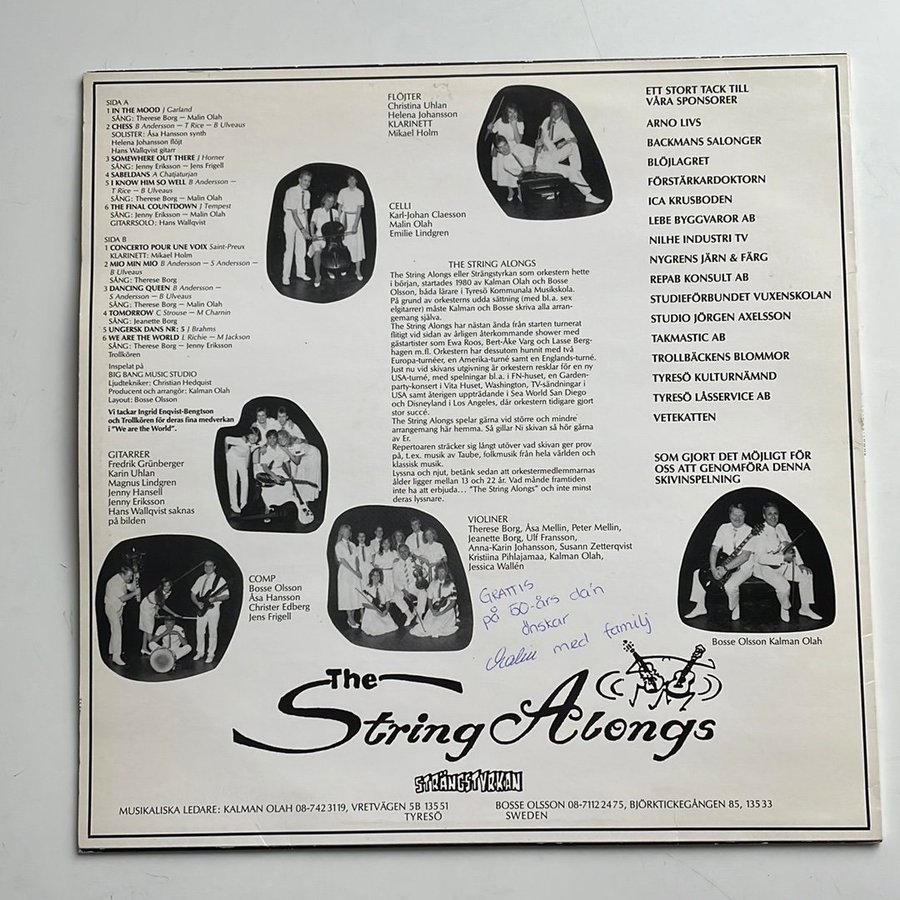 SIDA A
1 IN THE MOOD J Garland
SÅNG: Therese Borg — Malin Olah
2 CHESS B Andersson — T Rice — B Ulveaus
SOLISTER: Åsa Hansson synth
Helena Johansson flöjt
Hans Wallqvist gitarr
3 SOMEWHERE OUT THERE J Horner
SÅNG: Jenny Eriksson — Jens Frigell
4 SABELDANS A Chatjaturjan
5 I KNOW HIM SO WELL B Andersson —
T Rice — B Ulveaus
SÅNG: Therese Borg — Malin Olah
6 THE FINAL COUNTDOWN J Tempest
SÅNG: Jenny Eriksson — Malin Olah
GITARRSOLO: Hans Wallqvist
SIDA B
1 CONCERTO POUR UNE VOIX Saint-Preux
KLARINETT: Mikael Holm
2 MIO MIN MIO B Andersson — S Andersson —
B Ulveaus
SÅNG: Therese Borg
3 DANCING QUEEN B Andersson —
S Andersson — B Ulveaus
SÅNG: Therese Borg — Malin Olah
4 TOMORROW C Strouse — M Charnin
SÅNG: Jeanette Borg
5 UNGERSK DANS NR: 5 J Brahms
6 WE ARE THE WORLD L Richie — M Jackson
SÅNG: Therese Borg — Jenny Eriksson
Trollkören
Inspelat på
BIG BANG MUSIC STUDIO
Ljudtekniker: Christian Hedquist
Producent och arrangör: Kalman Olah
Layout: Bosse Olsson
Vi tackar Ingrid Enqvist-Bengtson
och Trollkören för deras fina medverkan
i "We are the World".
GITARRER
Fredrik Grünberger
Karin Uhlan
Magnus Lindgren
Jenny Hansell
Jenny Eriksson
Hans Wallqvist saknas
på bilden
COMP
Bosse Olsson
Åsa Hansson
Christer Edberg
Jens Frigell
FLÖJTER
Christina Uhlan
Helena Johansson
KLARINETT
Mikael Holm
CELLI
Karl-Johan Claesson
Malin Olah
Emilie Lindgren
THE STRING ALONGS
The String Alongs eller Strängstyrkan som orkestern hette
i början, startades 1980 av Kalman Olah och Bosse
Olsson, båda lärare i Tyresö Kommunala Musikskola.
På grund av orkesterns udda sättning (med bl.a. sex
elgitarrer) måste Kalman och Bosse skriva alla arran-
gemang själva.
The String Alongs har nästan ända från starten turnerat
flitigt vid sidan av årligen återkommande shower med
gästartister som Ewa Roos, Bert-Åke Varg och Lasse Berg-
hagen m.fl. Orkestern har dessutom hunnit med två
Europa-turnéer, en Amerika-turné samt en Englands-turné.
Just nu vid skivans utgivning är orkestern resklar för en ny
USA-turné, med spelningar bl.a. i FN-huset, en Garden-
party-konsert i Vita Huset, Washington, TV-sändningar i
USA samt återigen uppträdande i Sea World San Diego
och Disneyland i Los Angeles, där orkestern tidigare gjort
stor succé.
The String Alongs spelar gärna vid större och mindre
arrangemang här hemma. Så gillar Ni skivan så hör gärna
av Er.
Repertoaren sträcker sig långt utöver vad skivan ger prov
på, t.ex. musik av Taube, folkmusik från hela världen och
klassisk musik.
Lyssna och njut, betänk sedan att orkestermedlemmarnas
ålder ligger mellan 13 och 22 år. Vad månde framtiden
inte ha att erbjuda... "The String Alongs" och inte minst
deras lyssnare.
VIOLINER
Therese Borg, Åsa Mellin, Peter Mellin,
Jeanette Borg, Ulf Fransson,
Anna-Karin Johansson, Susann Zetterqvist
Kristiina Pihlajamaa, Kalman Olah,
Jessica Wallén
GRATTIS
på 50-års da'n
önskar
med familj
ETT STORT TACK TILL
VÅRA SPONSORER
ARNO LIVS
BACKMANS SALONGER
BLÖJLAGRET
FÖRSTÄRKARDOKTORN
ICA KRUSBODEN
LEBE BYGGVAROR AB
NILHE INDUSTRI TV
NYGRENS JÄRN & FÄRG
REPAB KONSULT AB
STUDIEFÖRBUNDET VUXENSKOLAN
STUDIO JÖRGEN AXELSSON
TAKMASTIC AB
TROLLBÄCKENS BLOMMOR
TYRESÖ KULTURNÄMND
TYRESÖ LÅSSERVICE AB
VETEKATTEN
SOM GJORT DET MÖJLIGT FÖR
OSS ATT GENOMFÖRA DENNA
SKIVINSPELNING
Bosse Olsson Kalman Olah
The
String Alongs
STRÄNGSTYRKAN
MUSIKALISKA LEDARE: KALMAN OLAH 08-742 3119, VRETVÄGEN 5B 135 51
TYRESÖ
BOSSE OLSSON 08-7112 24 75, BJÖRKTICKEGÅNGEN 85, 135 33
SWEDEN